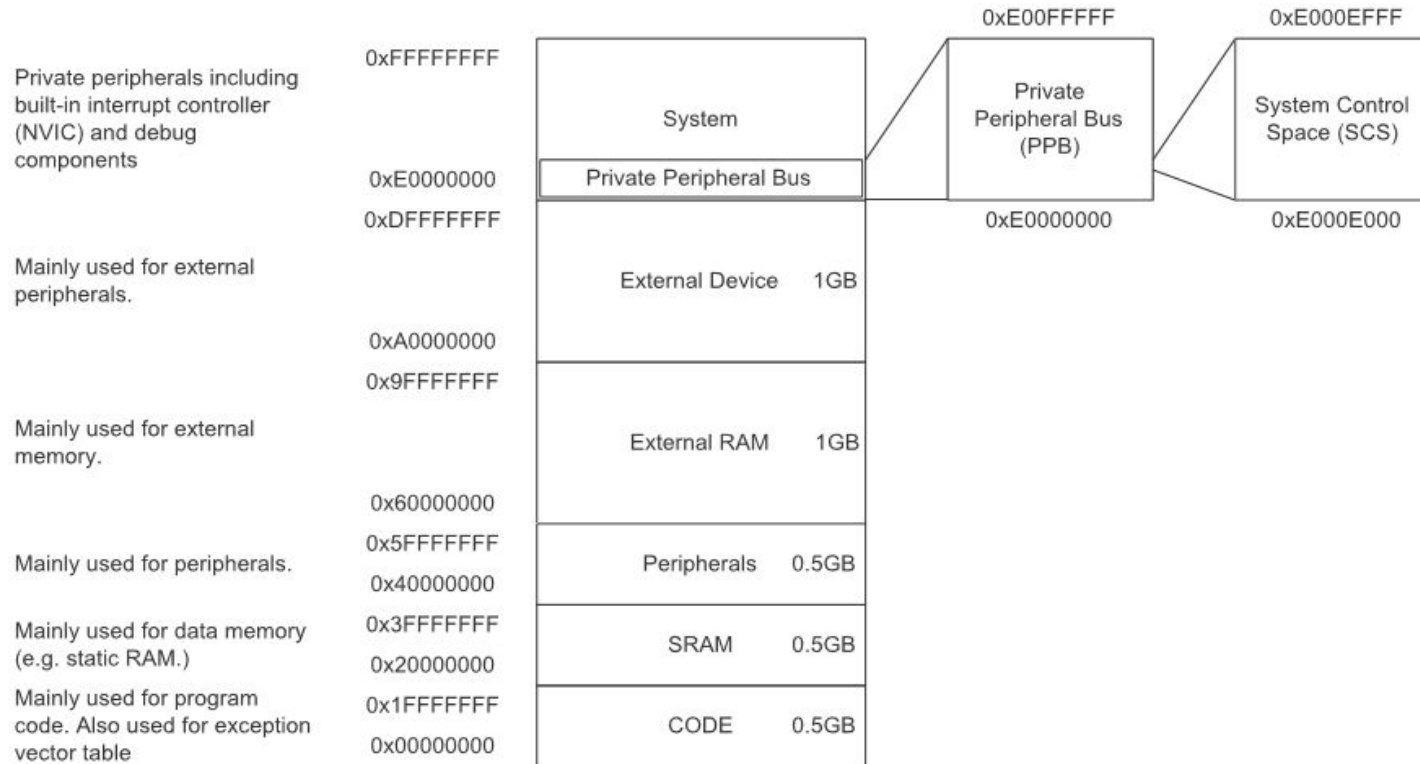 0xE00FFFFF
0xE000EFFF
Private peripherals including
built-in interrupt controller
(NVIC) and debug
components
0xFFFFFFFF
0xE0000000
System
Private Peripheral Bus
Private
Peripheral Bus
(PPB)
System Control
Space (SCS)
0xE0000000
0xE000E000
Mainly used for external
peripherals.
0xDFFFFFFF
0xA0000000
External Device 1GB
Mainly used for external
memory.
0x9FFFFFFF
0x60000000
External RAM 1GB
Mainly used for peripherals.
0x5FFFFFFF
0x40000000
Peripherals 0.5GB
Mainly used for data memory
(e.g. static RAM.)
0x3FFFFFFF
0x20000000
SRAM 0.5GB
Mainly used for program
code. Also used for exception
vector table
0x1FFFFFFF
0x00000000
CODE 0.5GB